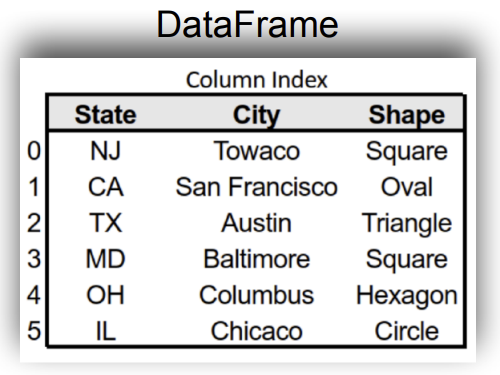 DataFrame
Column Index
State City Shape
0 NJ Towaco Square
1 CA San Francisco Oval
2 TX Austin Triangle
3 MD Baltimore Square
4 OH Columbus Hexagon
5 IL Chicaco Circle